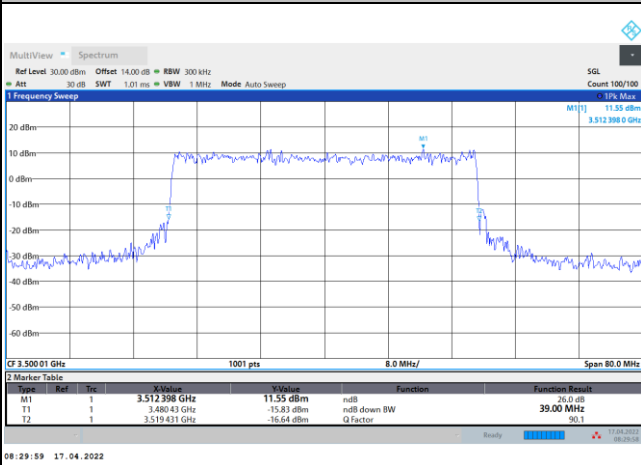 MultiView Spectrum
Ref Level 30.00 dBm Offset 14.00 dB RBW 300 kHz SGL
Att 30 dB SWT 1.01 ms VBW 1 MHz Mode Auto Sweep Count 100/100
1 Frequency Sweep 1Pk Max
M1[1] 11.55 dBm
3.512 398 0 GHz
M1
20 dBm
10 dBm
0 dBm
-10 dBm
T1 T2
-20 dBm
-30 dBm
-40 dBm
-50 dBm
-60 dBm
CF 3.500 01 GHz 1001 pts 8.0 MHz/ Span 80.0 MHz
2 Marker Table
Type Ref Trc X-Value Y-Value Function Function Result
M1 1 3.512 398 GHz 11.55 dBm ndB 26.0 dB
T1 1 3.480 43 GHz -15.83 dBm ndB down BW 39.00 MHz
T2 1 3.519 431 GHz -16.64 dBm Q Factor 90.1
Ready 17.04.2022
08:29:58
08:29:59 17.04.2022